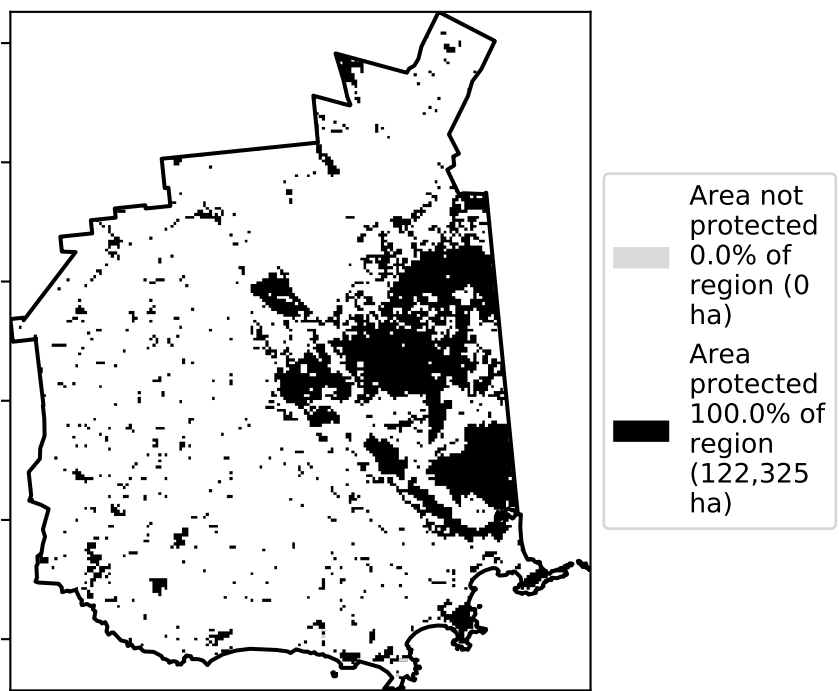 Area not
protected
0.0% of
region (0
ha)
Area
protected
100.0% of
region
(122,325
ha)